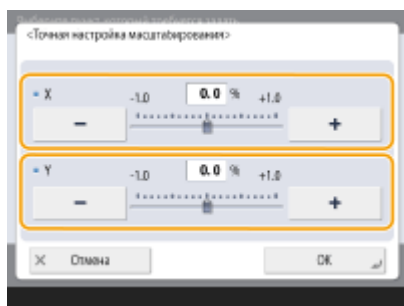 Выберите пункт, который требуется задать.
<Точная настройка масштабирования>
X
-1.0 0.0 % +1.0
- +
Y
-1.0 0.0 % +1.0
- +
× Отмена OK